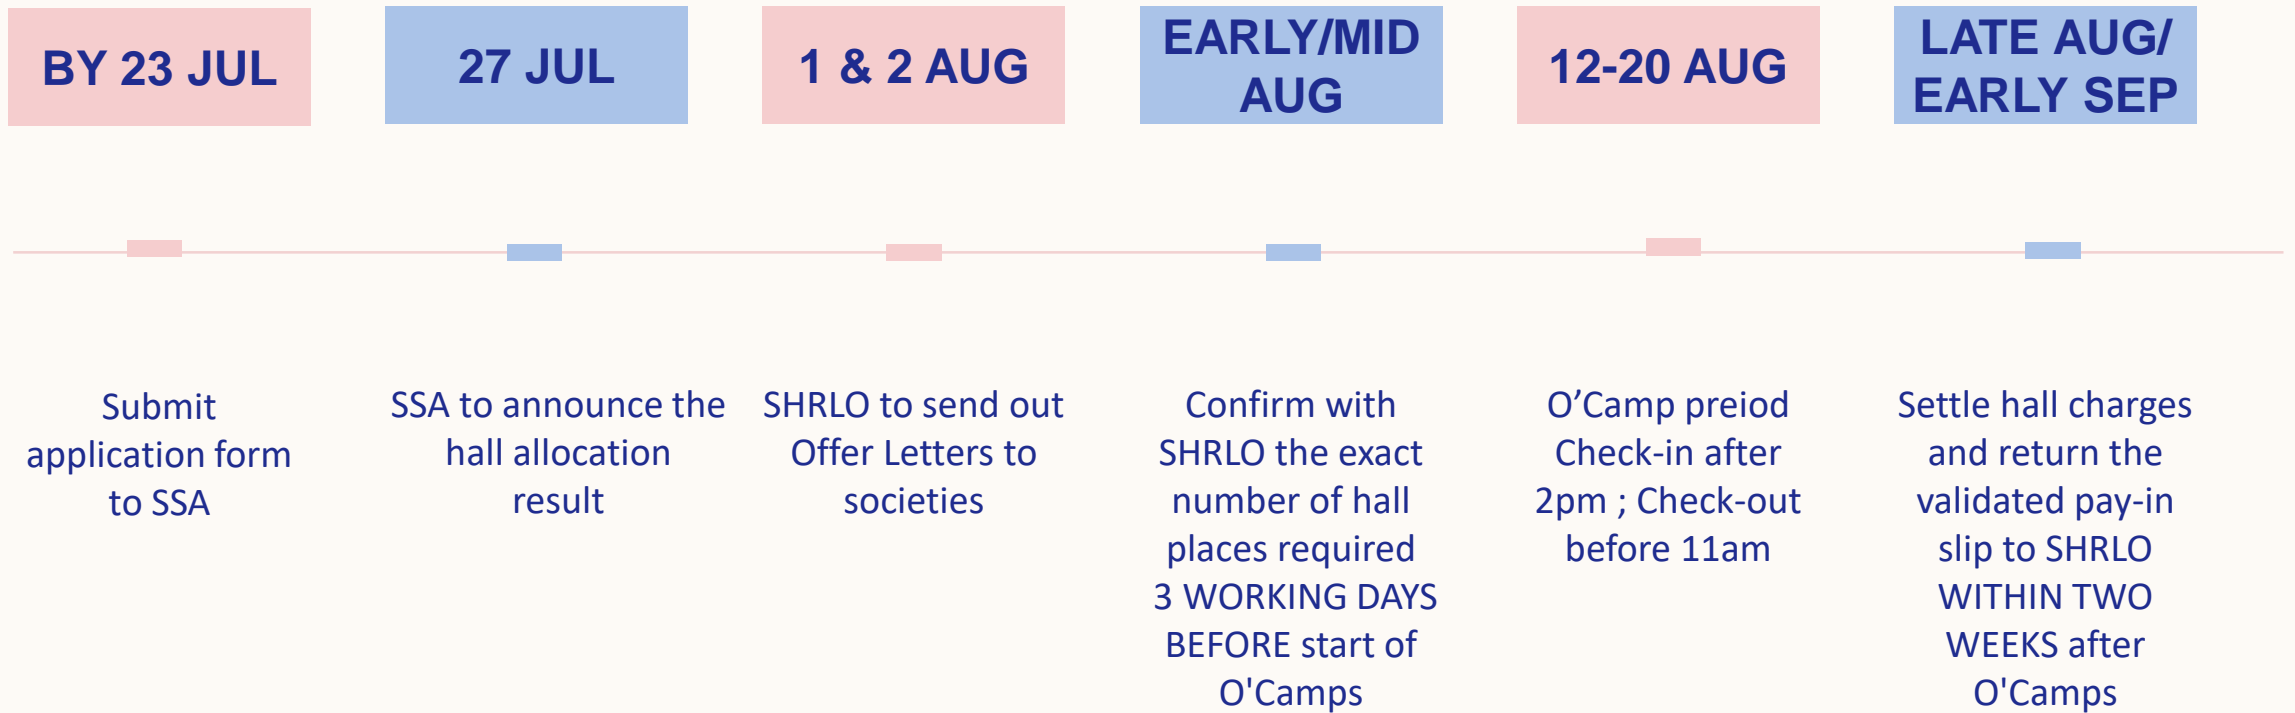 BY 23 JUL
27 JUL
1 & 2 AUG
EARLY/MID
AUG
12-20 AUG
LATE AUG/
EARLY SEP
Submit
application form
to SSA
SSA to announce the
hall allocation
result
SHRLO to send out
Offer Letters to
societies
Confirm with
SHRLO the exact
number of hall
places required
3 WORKING DAYS
BEFORE start of
O'Camps
O’Camp preiod
Check-in after
2pm ; Check-out
before 11am
Settle hall charges
and return the
validated pay-in
slip to SHRLO
WITHIN TWO
WEEKS after
O'Camps